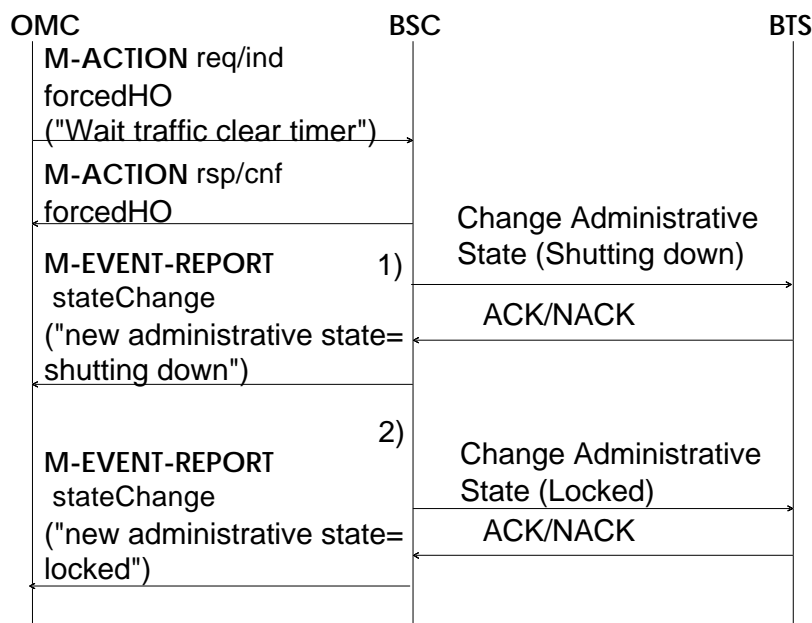 OMC BSC BTS
M-ACTION req/ind
forcedHO
("Wait traffic clear timer")
M-ACTION rsp/cnf
forcedHO
Change Administrative
State (Shutting down)
M-EVENT-REPORT 1)
stateChange
ACK/NACK
("new administrative state=
shutting down")
2)
Change Administrative
M-EVENT-REPORT
State (Locked)
stateChange
ACK/NACK
("new administrative state=
locked")